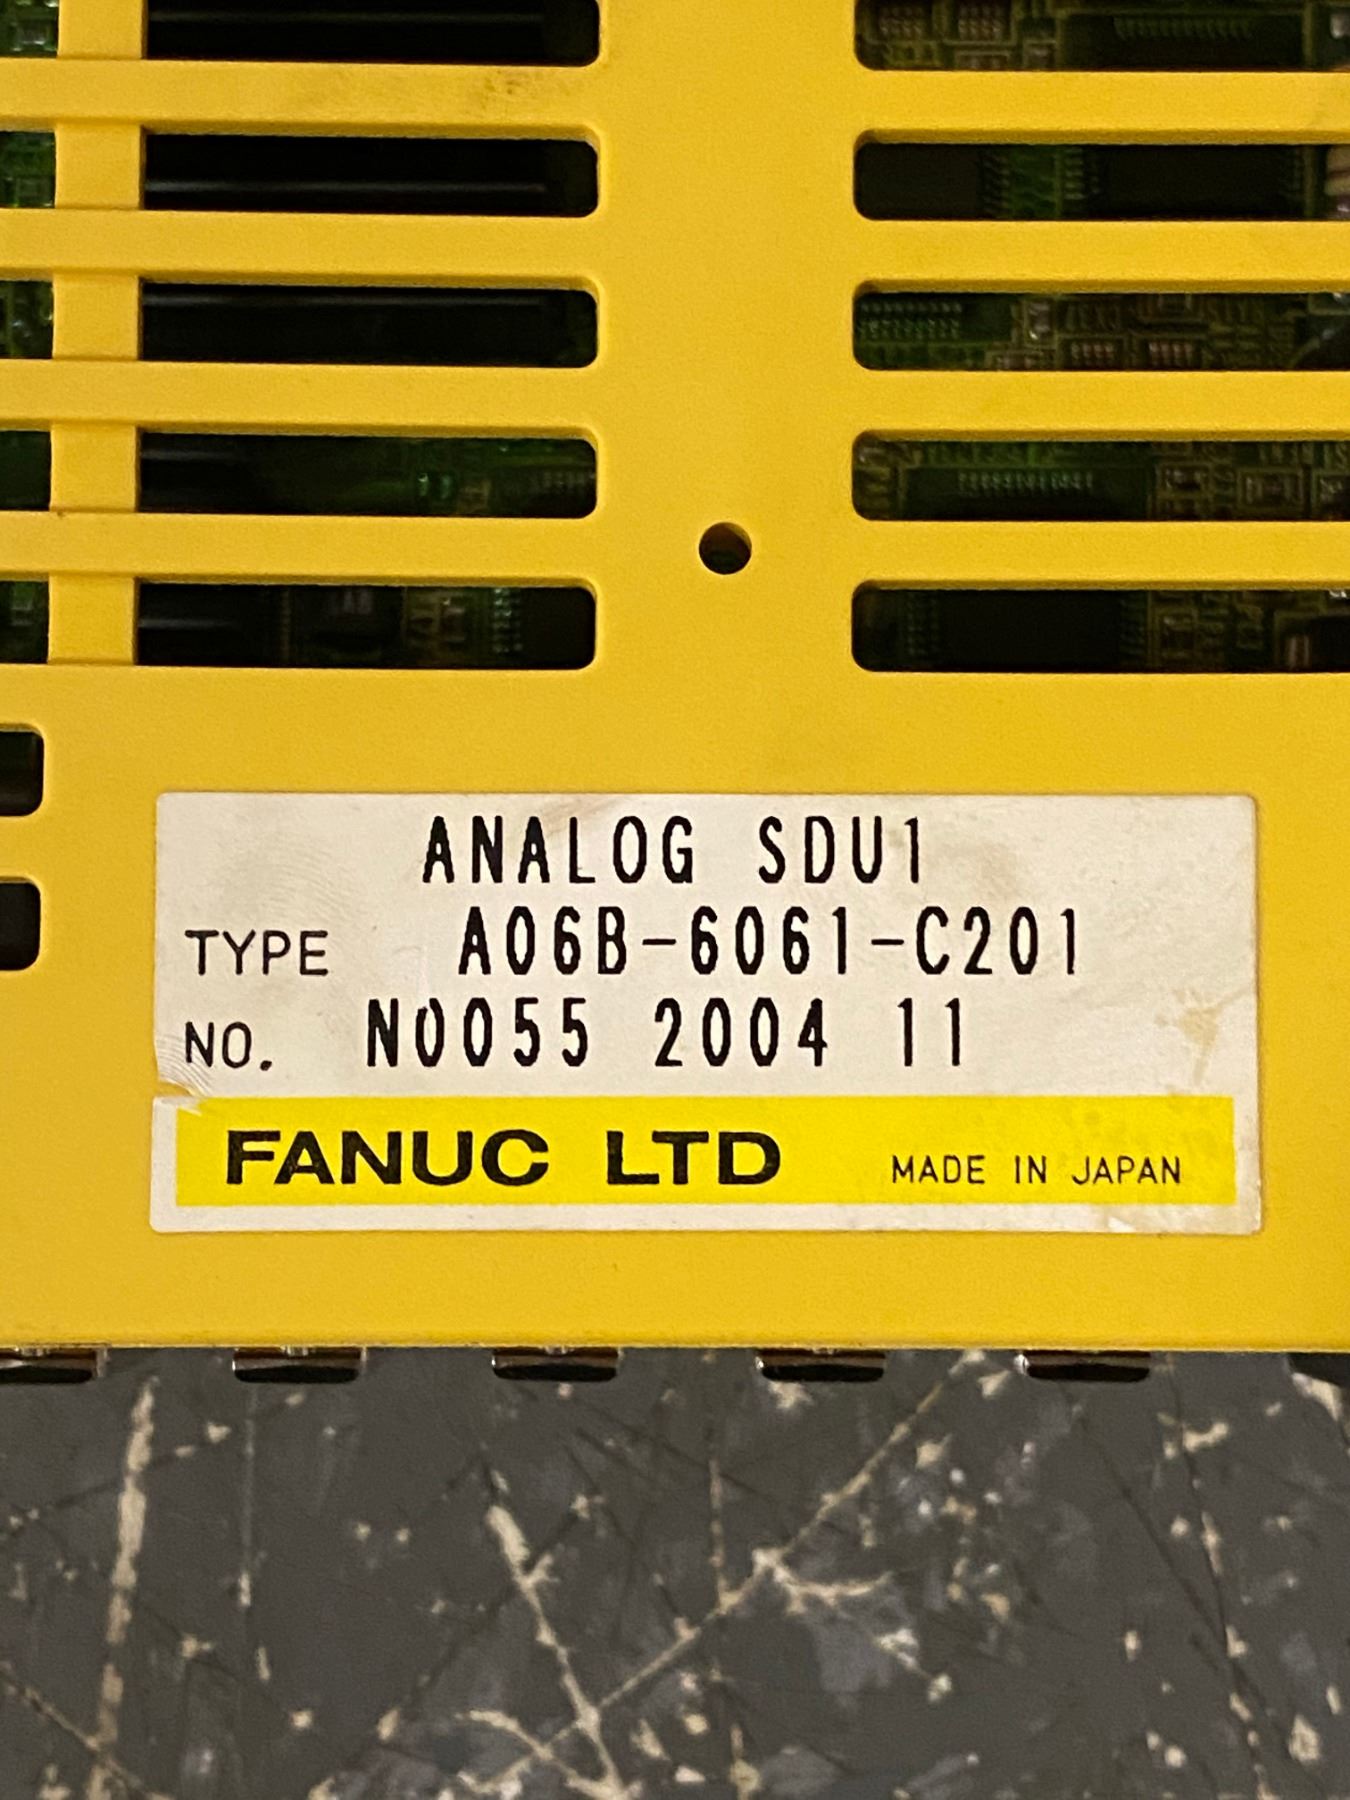 ANALOG SDU1
TYPE A06B-6061-C201
NO. N0055 2004 11
FANUC LTD MADE IN JAPAN